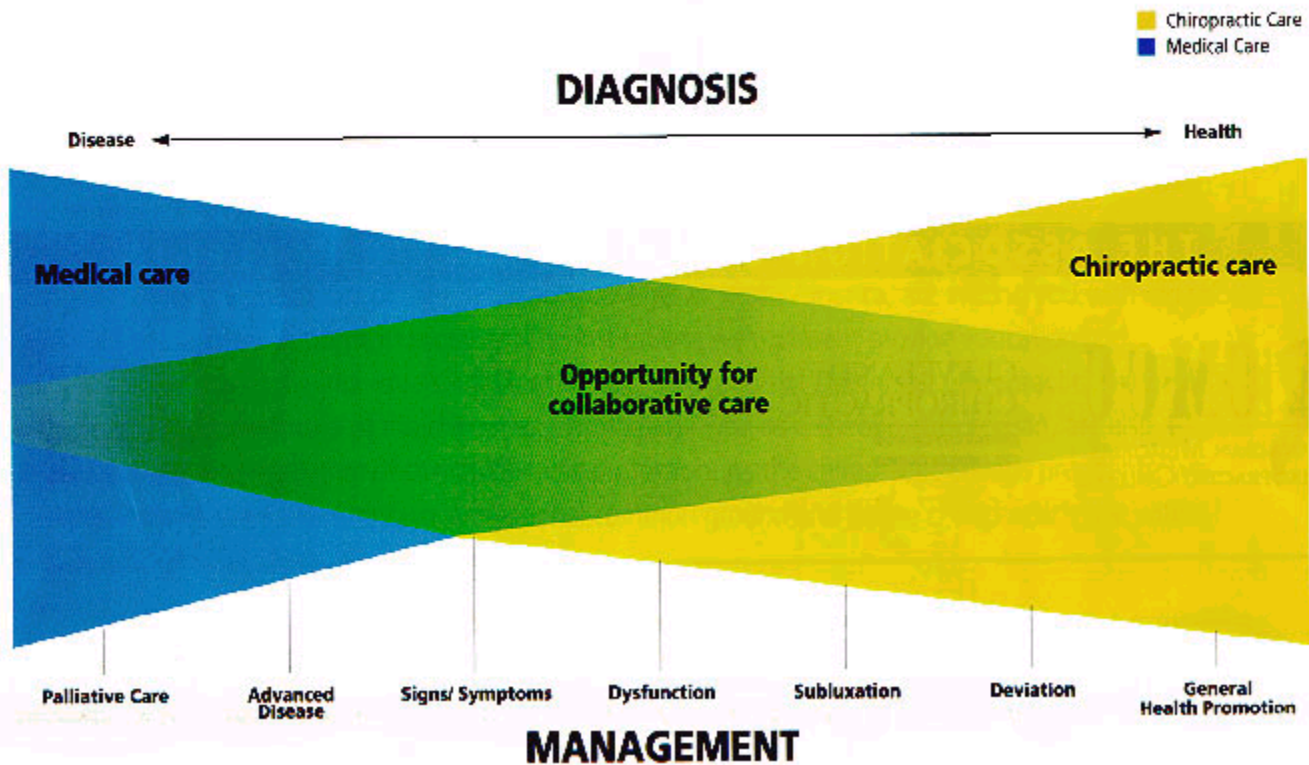 Chiropractic Care
Medical Care
DIAGNOSIS
Disease
Health
Medical care
Chiropractic care
Opportunity for
collaborative care
Palliative Care
Advanced
Disease
Signs/ Symptoms
Dysfunction
Subluxation
Deviation
General
Health Promotion
MANAGEMENT